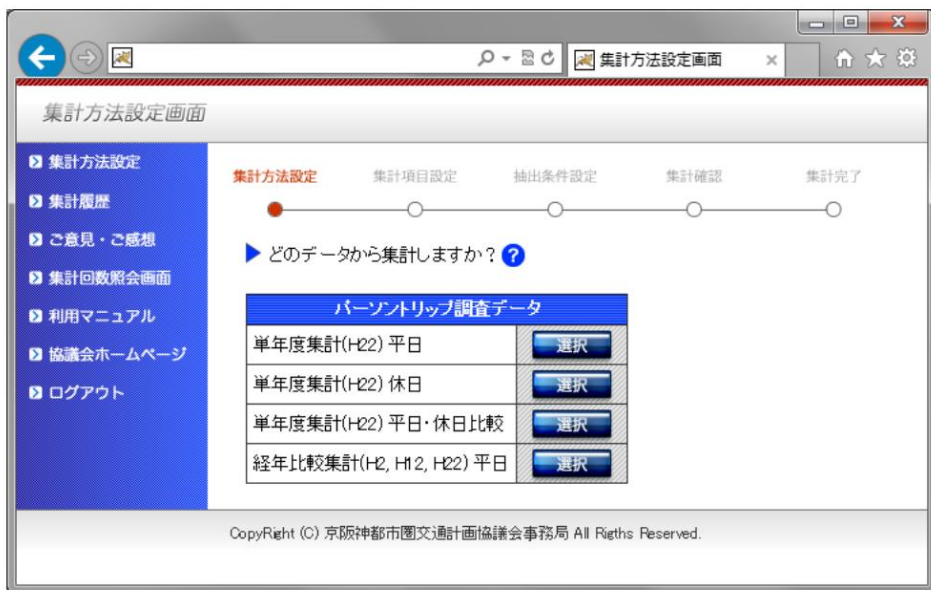 集計方法設定画面
集計方法設定画面
集計方法設定
集計履歴
ご意見・ご感想
集計回数照会画面
利用マニュアル
協議会ホームページ
ログアウト
集計方法設定 集計項目設定 抽出条件設定 集計確認 集計完了
どのデータから集計しますか?
パーソントリップ調査データ
単年度集計(H22) 平日 選択
単年度集計(H22) 休日 選択
単年度集計(H22) 平日・休日比較 選択
経年比較集計(H2, H12, H22) 平日 選択
CopyRight (C) 京阪神都市圏交通計画協議会事務局 All Rigths Reserved.